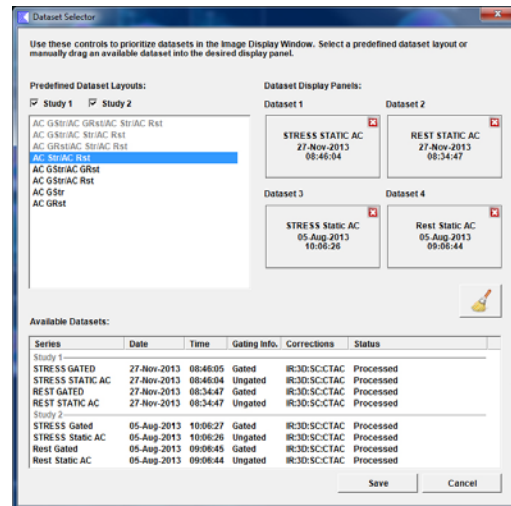 Dataset Selector
Use these controls to prioritize datasets in the Image Display Window. Select a predefined dataset layout or
manually drag an available dataset into the desired display panel.
Predefined Dataset Layouts:
Study 1 Study 2
AC GStr/AC GRst/AC Str/AC Rst
AC GStr/AC Str/AC Rst
AC GRst/AC Str/AC Rst
AC Str/AC Rst
AC GStr/AC GRst
AC GStr/AC Rst
AC GStr
AC GRst
Dataset Display Panels:
Dataset 1
STRESS STATIC AC
27-Nov-2013
08:46:04
Dataset 2
REST STATIC AC
27-Nov-2013
08:34:47
Dataset 3
STRESS Static AC
05-Aug-2013
10:06:26
Dataset 4
Rest Static AC
05-Aug-2013
09:06:44
Available Datasets:
Series Date Time Gating Info. Corrections Status
Study 1
STRESS GATED 27-Nov-2013 08:46:05 Gated IR:3D:SC:CTAC Processed
STRESS STATIC AC 27-Nov-2013 08:46:04 Ungated IR:3D:SC:CTAC Processed
REST GATED 27-Nov-2013 08:34:47 Gated IR:3D:SC:CTAC Processed
REST STATIC AC 27-Nov-2013 08:34:47 Ungated IR:3D:SC:CTAC Processed
Study 2
STRESS Gated 05-Aug-2013 10:06:27 Gated IR:3D:SC:CTAC Processed
STRESS Static AC 05-Aug-2013 10:06:26 Ungated IR:3D:SC:CTAC Processed
Rest Gated 05-Aug-2013 09:06:45 Gated IR:3D:SC:CTAC Processed
Rest Static AC 05-Aug-2013 09:06:44 Ungated IR:3D:SC:CTAC Processed
Save Cancel